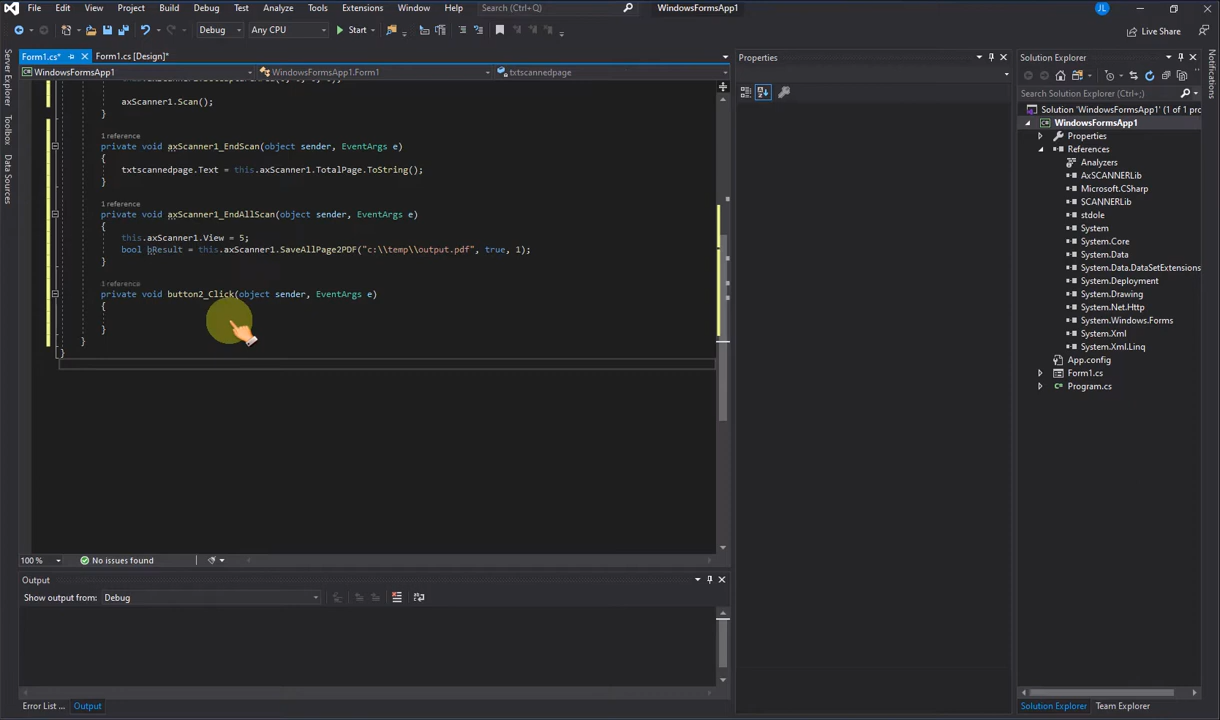 File Edit View Project Build Debug Test Analyze Tools Extensions Window Help Search (Ctrl+Q) WindowsFormsApp1 JL
Debug Any CPU Start Live Share
Server Explorer
Toolbox
Data Sources
Form1.cs* Form1.cs [Design]*
WindowsFormsApp1 WindowsFormsApp1.Form1 txtscannedpage
axScanner1.Scan();
}
1 reference
private void axScanner1_EndScan(object sender, EventArgs e)
{
txtscannedpage.Text = this.axScanner1.TotalPage.ToString();
}
1 reference
private void axScanner1_EndAllScan(object sender, EventArgs e)
{
this.axScanner1.View = 5;
bool bResult = this.axScanner1.SaveAllPage2PDF("c:\\temp\\output.pdf", true, 1);
}
1 reference
private void button2_Click(object sender, EventArgs e)
{
}
}
}
100 % No issues found
Output
Show output from: Debug
Error List ... Output
Properties
Solution Explorer
Search Solution Explorer (Ctrl+;)
Solution 'WindowsFormsApp1' (1 of 1 pro
WindowsFormsApp1
Properties
References
Analyzers
AxSCANNERLib
Microsoft.CSharp
SCANNERLib
stdole
System
System.Core
System.Data
System.Data.DataSetExtensions
System.Deployment
System.Drawing
System.Net.Http
System.Windows.Forms
System.Xml
System.Xml.Linq
App.config
Form1.cs
Program.cs
Solution Explorer Team Explorer
Notifications